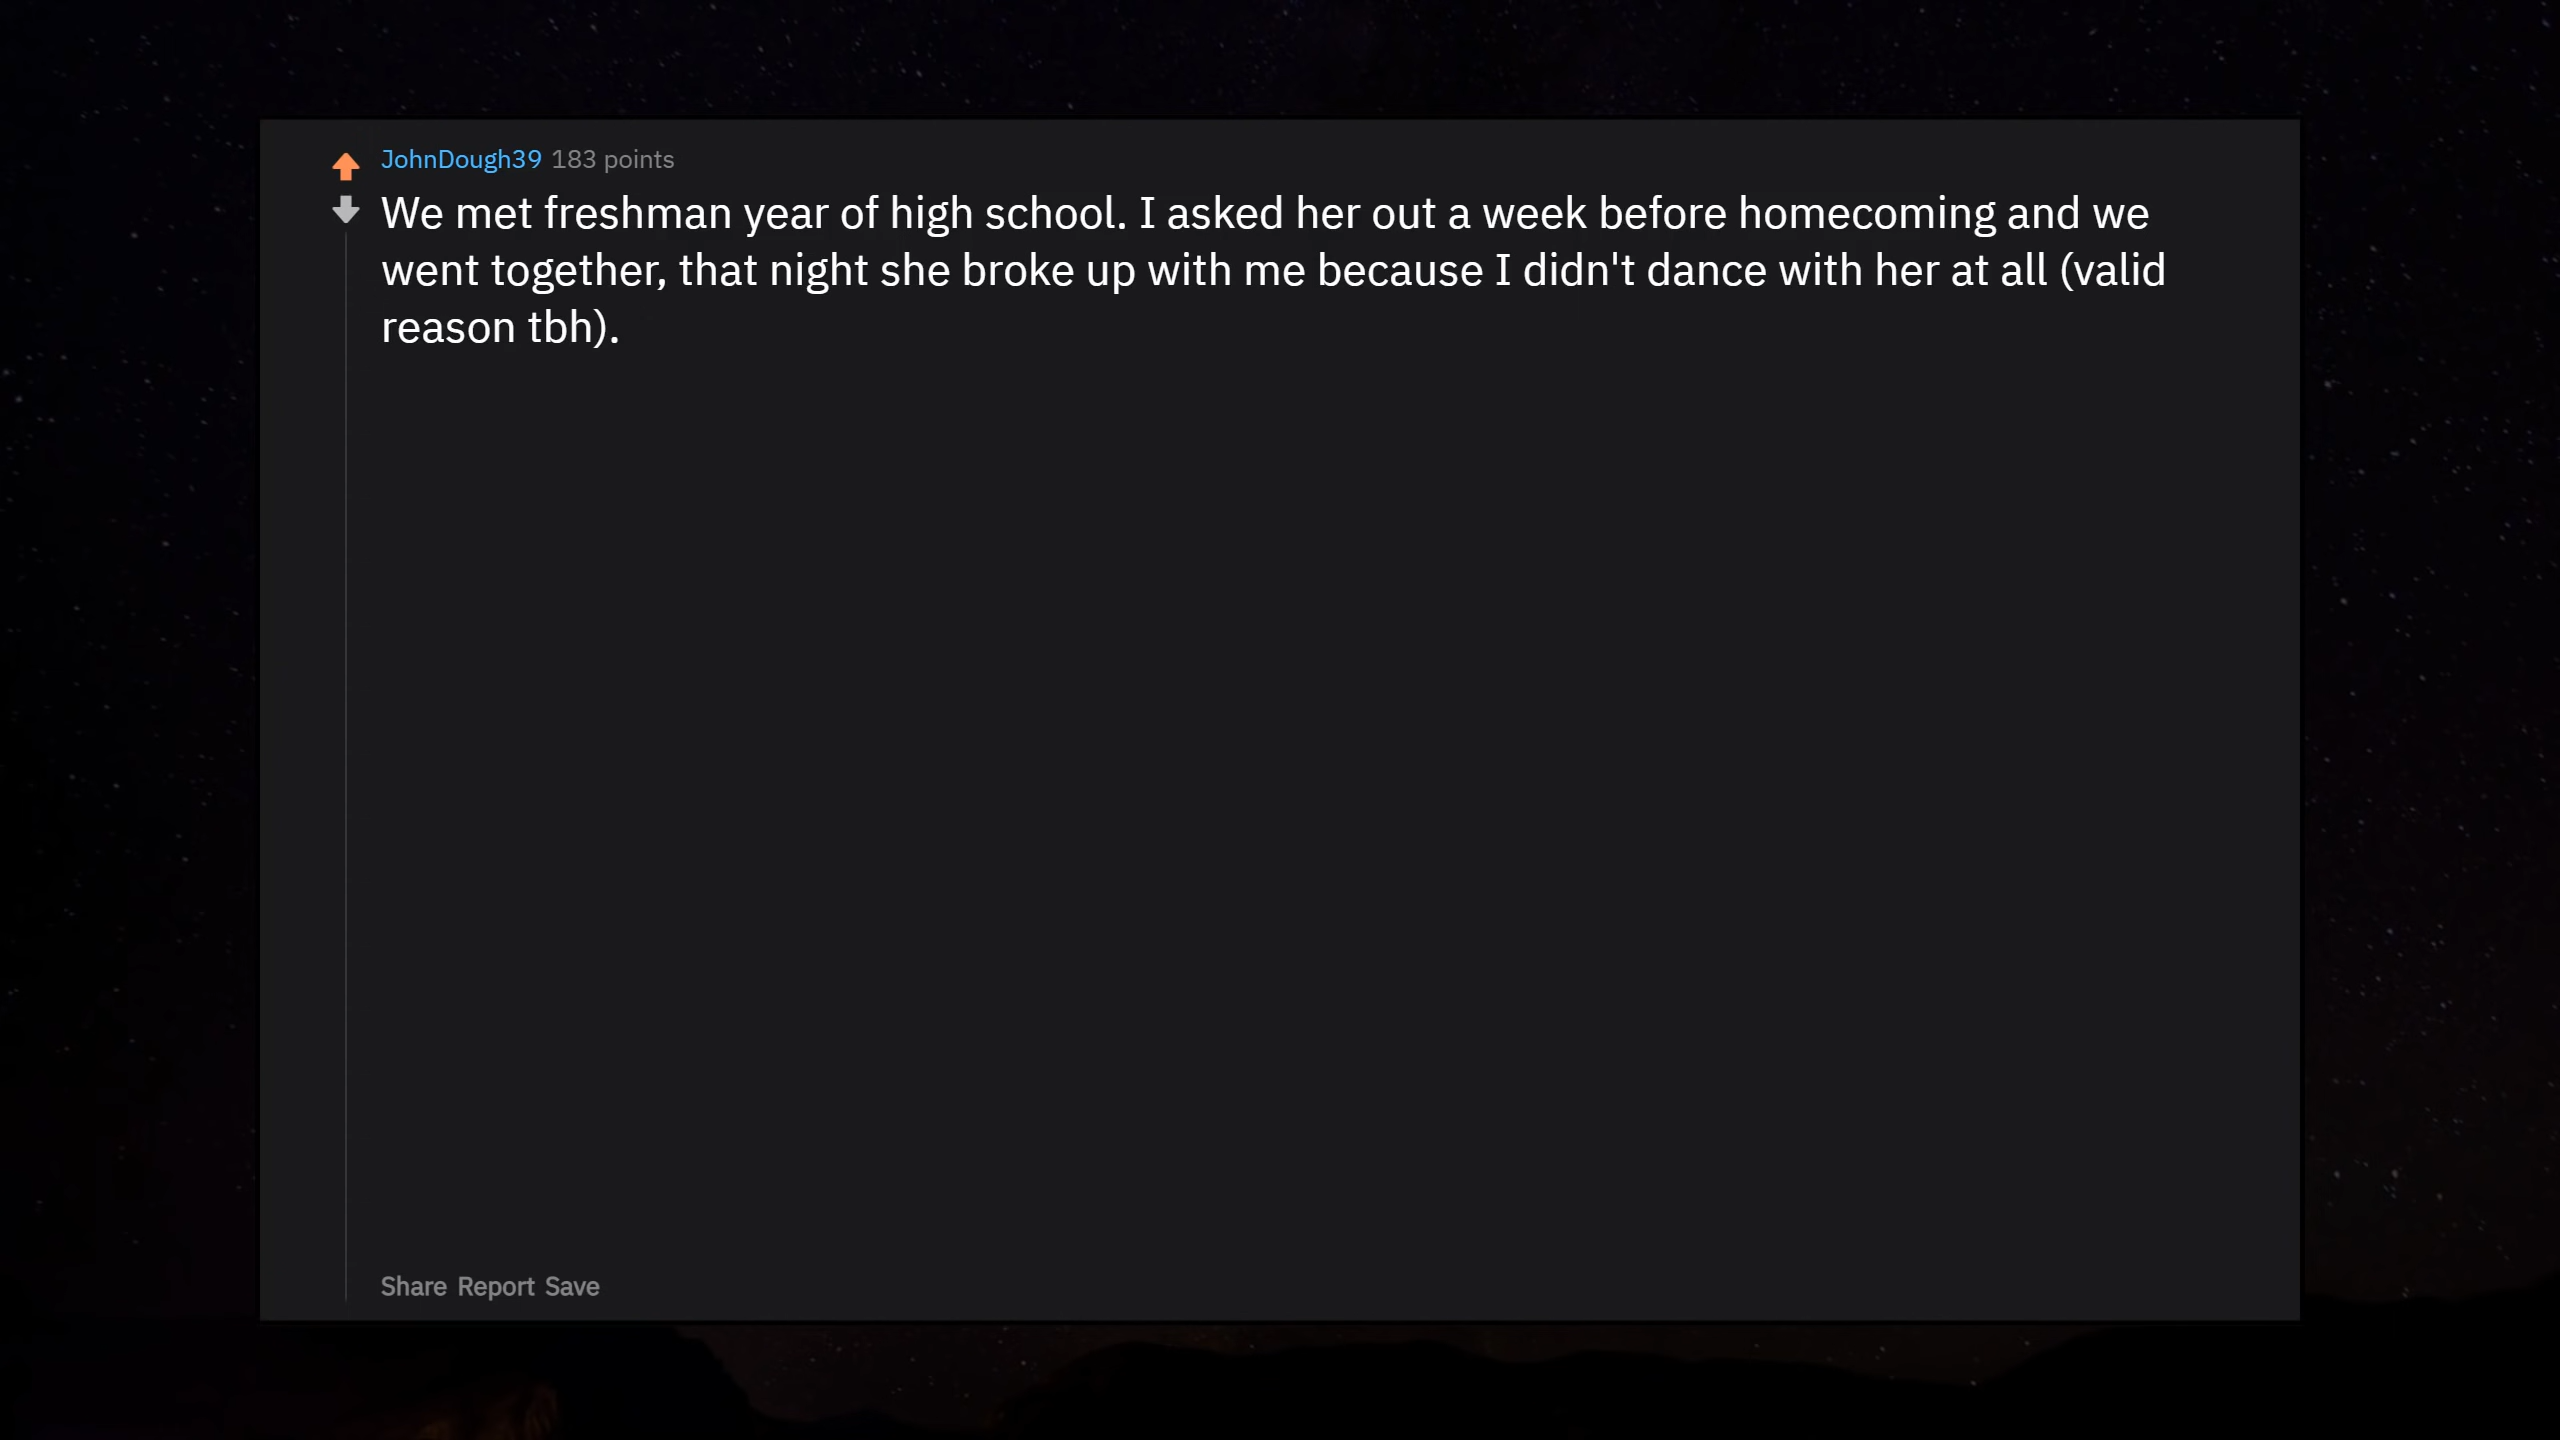 JohnDough39 183 points
We met freshman year of high school. I asked her out a week before homecoming and we
went together, that night she broke up with me because I didn't dance with her at all (valid
reason tbh).
Share Report Save